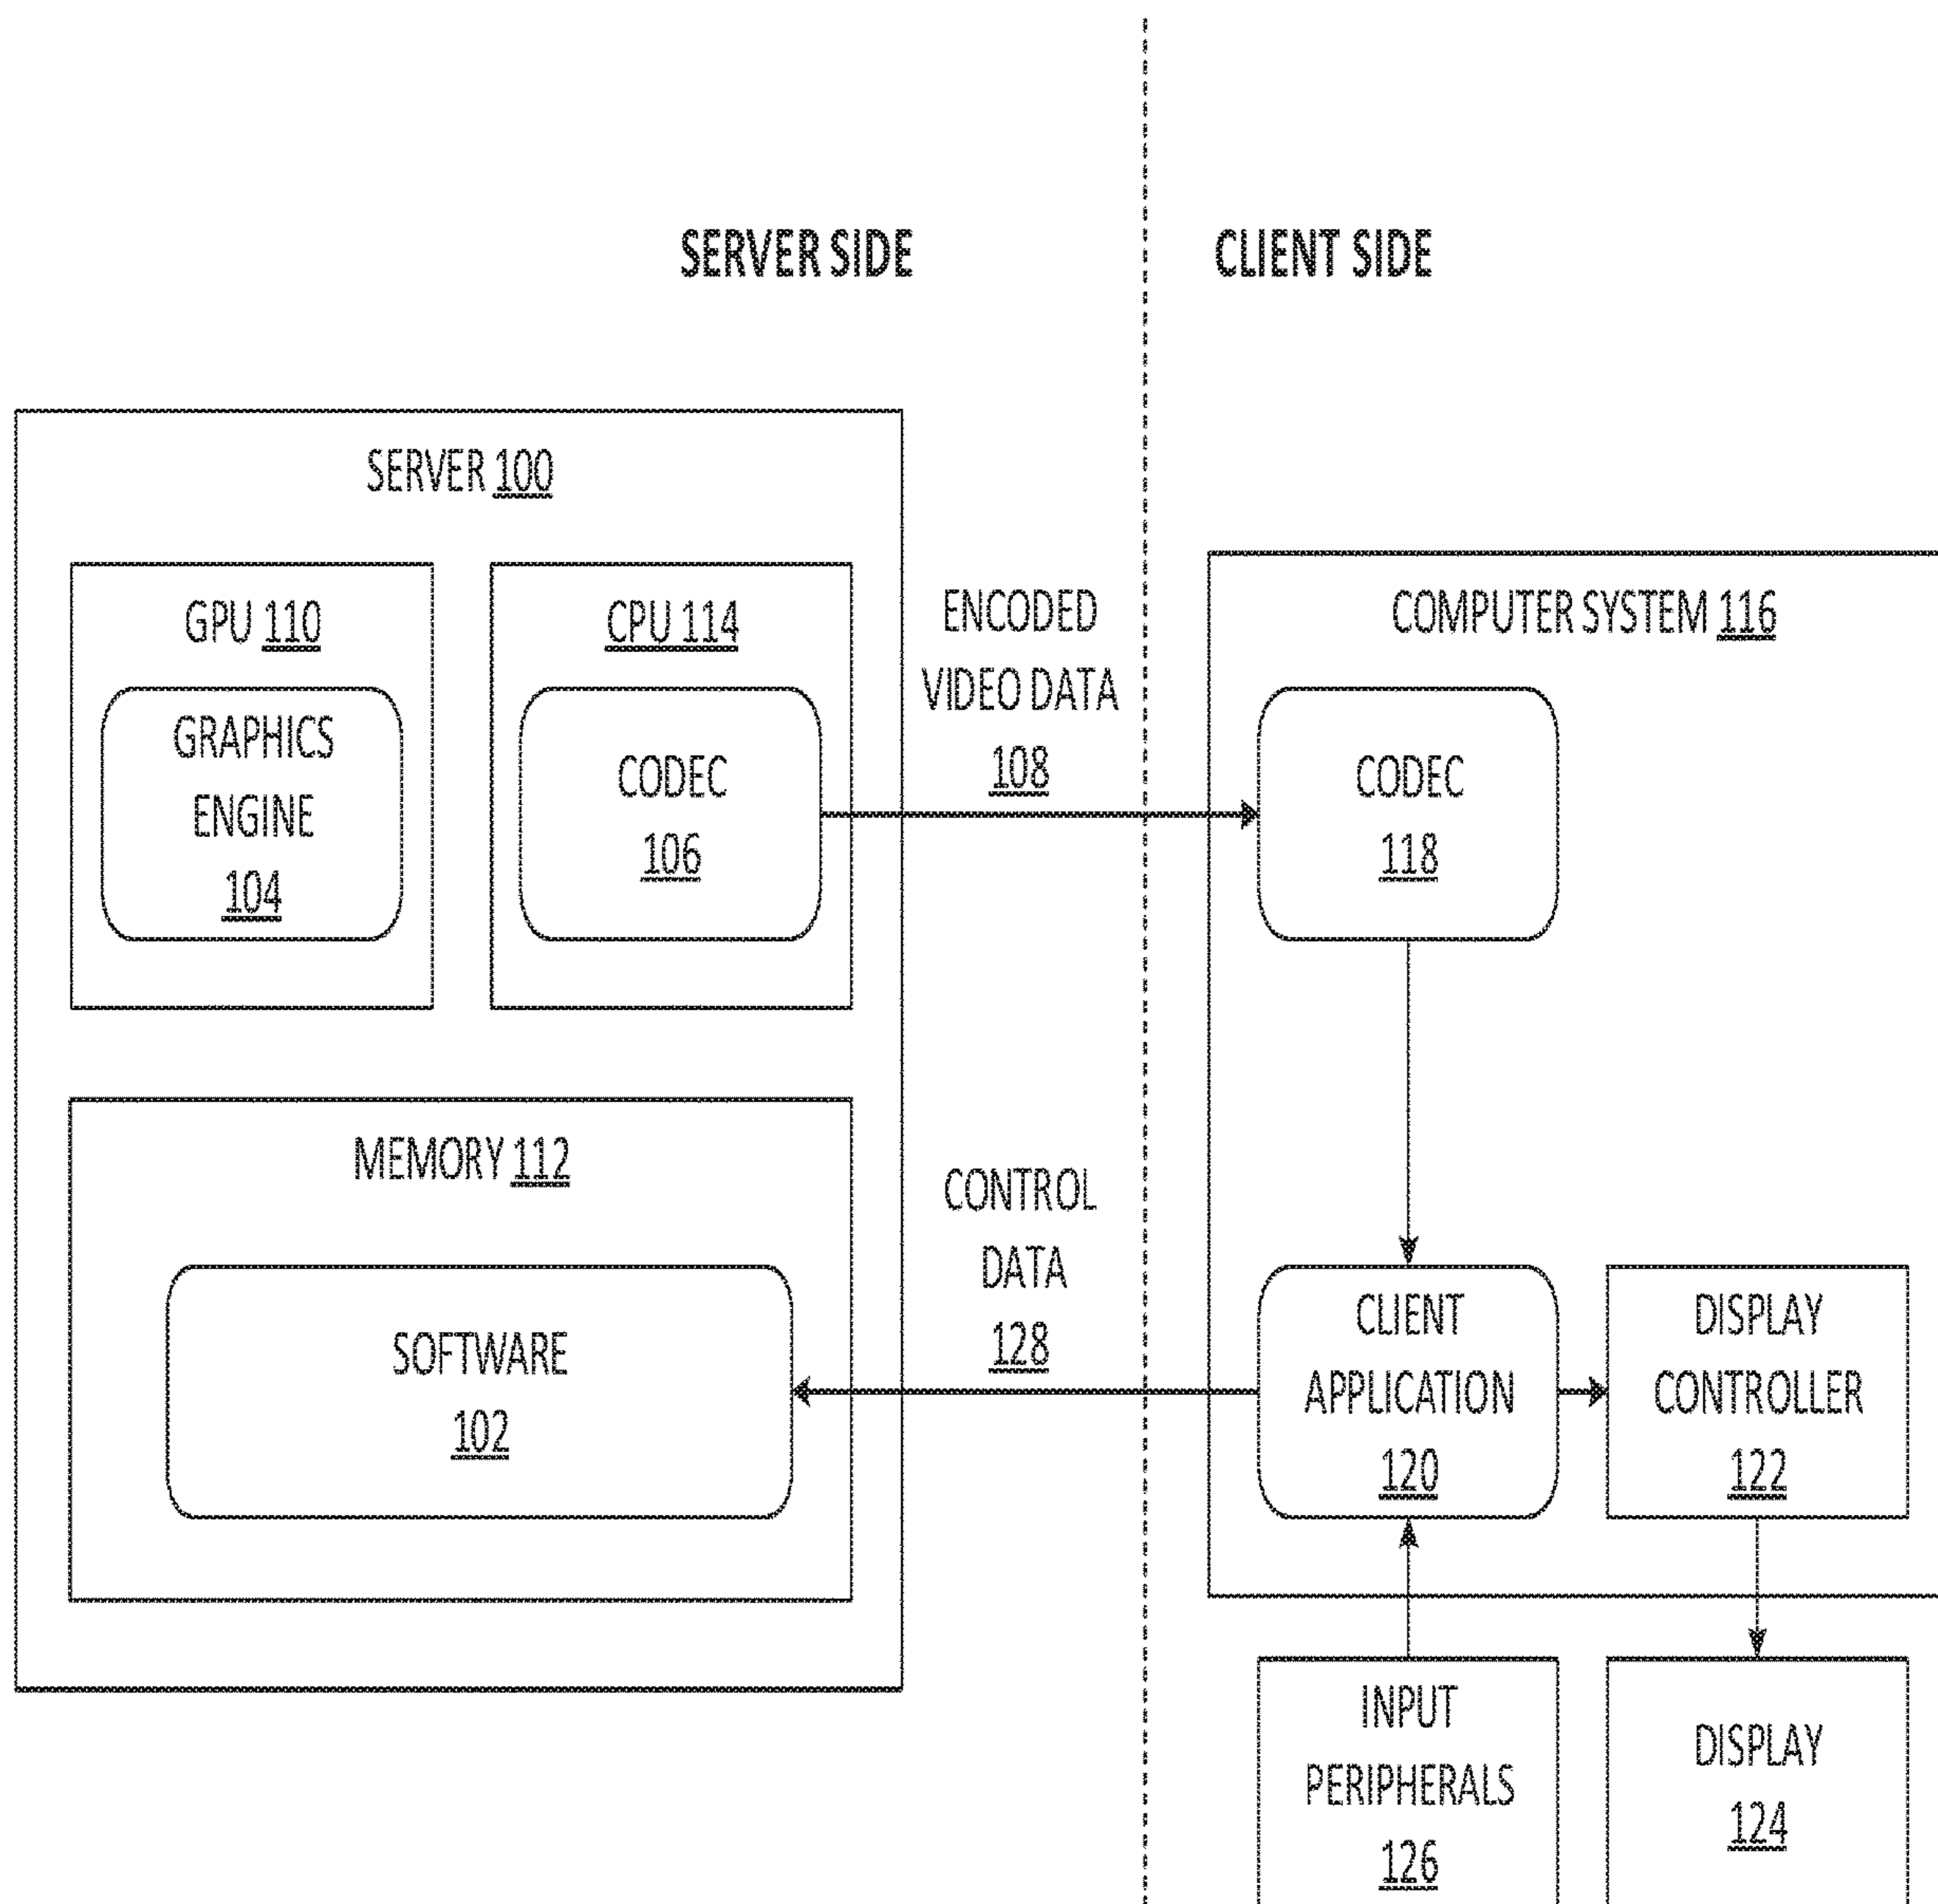 SERVER SIDE
CLIENT SIDE
SERVER 100
GPU 110
GRAPHICS
ENGINE
104
CPU 114
CODEC
106
ENCODED
VIDEO DATA
108
COMPUTER SYSTEM 116
CODEC
118
MEMORY 112
SOFTWARE
102
CONTROL
DATA
128
CLIENT
APPLICATION
120
DISPLAY
CONTROLLER
122
INPUT
PERIPHERALS
126
DISPLAY
124